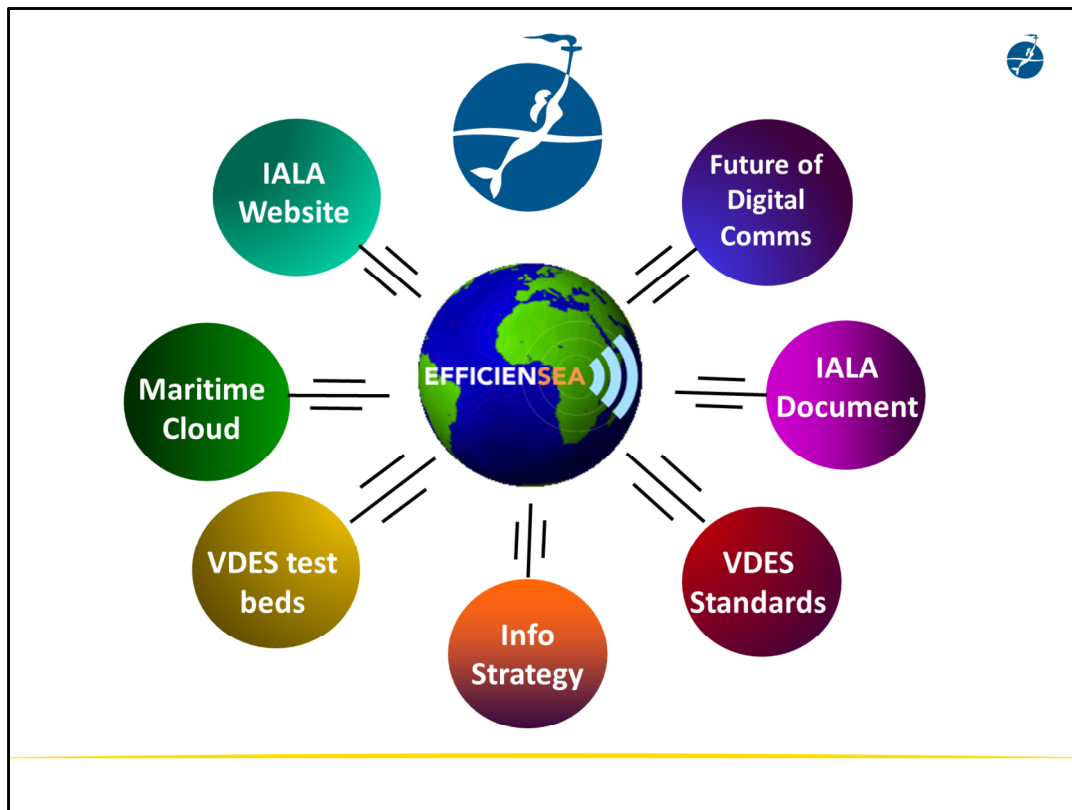 IALA
Website
Future of
Digital
Comms
EFFICIENSEA
Maritime
Cloud
IALA
Document
VDES test
beds
VDES
Standards
Info
Strategy